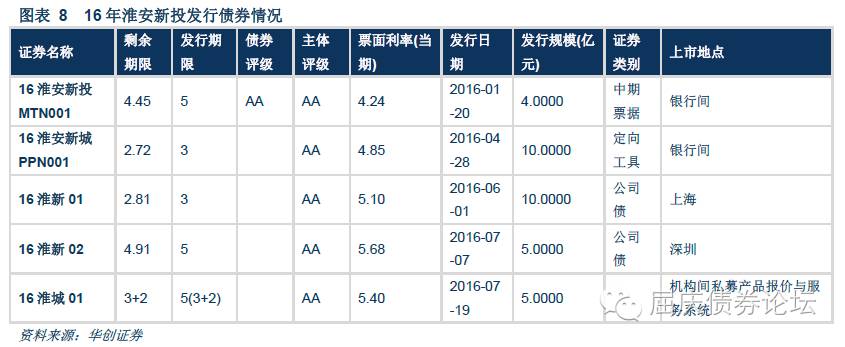 图表 8 16 年淮安新投发行债券情况
证券名称 剩余期限 发行期限 债券评级 主体评级 票面利率(当期) 发行日期 发行规模(亿元) 证券类别 上市地点
16 淮安新投 MTN001 4.45 5 AA AA 4.24 2016-01-20 4.0000 中期票据 银行间
16 淮安新城 PPN001 2.72 3 AA 4.85 2016-04-28 10.0000 定向工具 银行间
16 淮新 01 2.81 3 AA 5.10 2016-06-01 10.0000 公司债 上海
16 淮新 02 4.91 5 AA 5.68 2016-07-07 5.0000 公司债 深圳
16 淮城 01 3+2 5(3+2) AA 5.40 2016-07-19 5.0000 机构间私募产品报价与服务系统
屈庆债券论坛
资料来源：华创证券